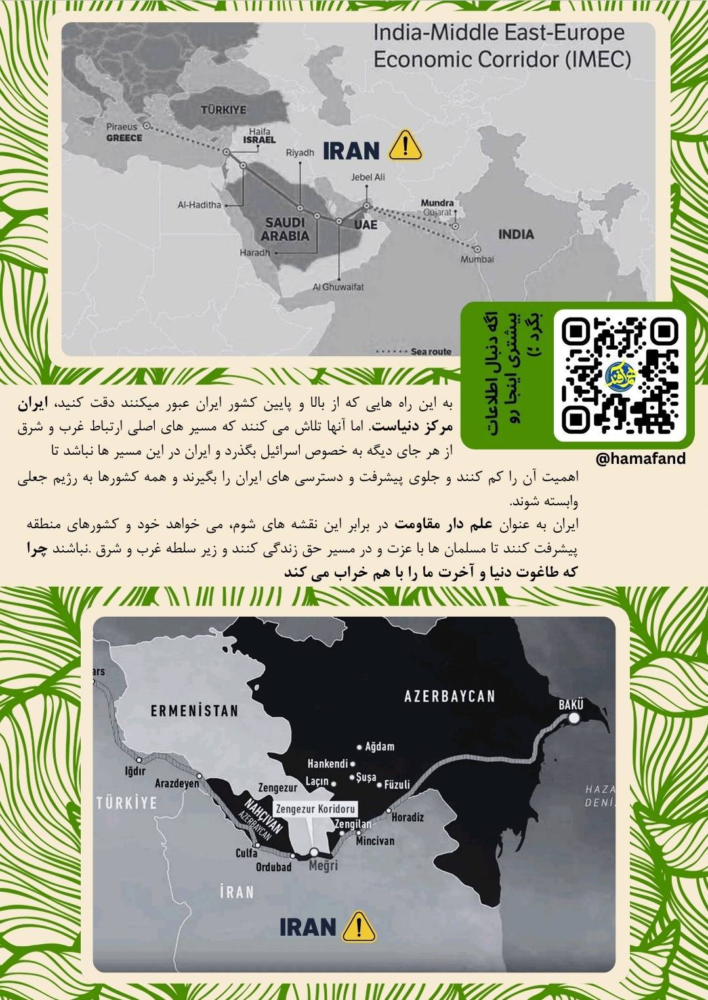 India-Middle East-Europe
Economic Corridor (IMEC)
TÜRKIYE
Piraeus
GREECE
Haifa
ISRAEL
Riyadh
IRAN
Jebel Ali
Al-Haditha
SAUDI
ARABIA
UAE
Mundra
Gujarat
INDIA
Haradh
Mumbai
Al Ghuwaifat
Sea route
اگه دنبال اطلاعات
بیشتری اینجا رو
بگرد :)
هم افند
@hamafand
به این راه هایی که از بالا و پایین کشور ایران عبور میکنند دقت کنید، ایران
مرکز دنیاست. اما آنها تلاش می کنند که مسیر های اصلی ارتباط غرب و شرق
از هر جای دیگه به خصوص اسرائیل بگذرد و ایران در این مسیر ها نباشد تا
اهمیت آن را کم کنند و جلوی پیشرفت و دسترسی های ایران را بگیرند و همه کشورها به رژیم جعلی
وابسته شوند.
ایران به عنوان علم دار مقاومت در برابر این نقشه های شوم، می خواهد خود و کشورهای منطقه
پیشرفت کنند تا مسلمان ها با عزت و در مسیر حق زندگی کنند و زیر سلطه غرب و شرق .نباشند چرا
که طاغوت دنیا و آخرت ما را با هم خراب می کند
ars
ERMENİSTAN
AZERBAYCAN
BAKÜ
Ağdam
Hankendi
Iğdır
Laçın
Şuşa
Füzuli
Arazdeyen
Zengezur
HAZA
DENİ
TÜRKİYE
NAHÇIVAN
AZERBAYCAN
Zengezur Koridoru
Horadiz
Zengilan
Mincivan
Culfa
Ordubad
Meğri
İRAN
IRAN